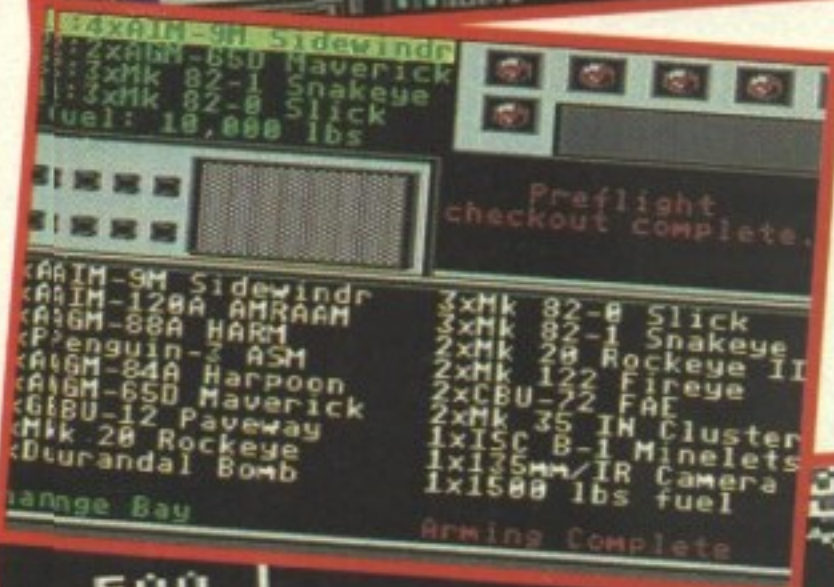 :4xAIM-9M Sidewindr
:2xAGM-65D Maverick
:3xMk 82-1 Snakeye
:3xMk 82-0 Slick
fuel: 10,000 lbs
Preflight
checkout complete.
AIM-9M Sidewindr
AIM-120A AMRAAM
AGM-88A HARM
Penguin-3 ASM
AGM-84A Harpoon
AGM-65D Maverick
GBU-12 Paveway
Mk 20 Rockeye
Durandal Bomb
3xMk 82-0 Slick
3xMk 82-1 Snakeye
2xMk 20 Rockeye II
2xMk 122 Fireye
2xCBU-72 FAE
2xMk 35 IN Cluster
1xISC B-1 Minelets
1x135mm/IR Camera
1x1500 lbs fuel
Bay
Arming Complete